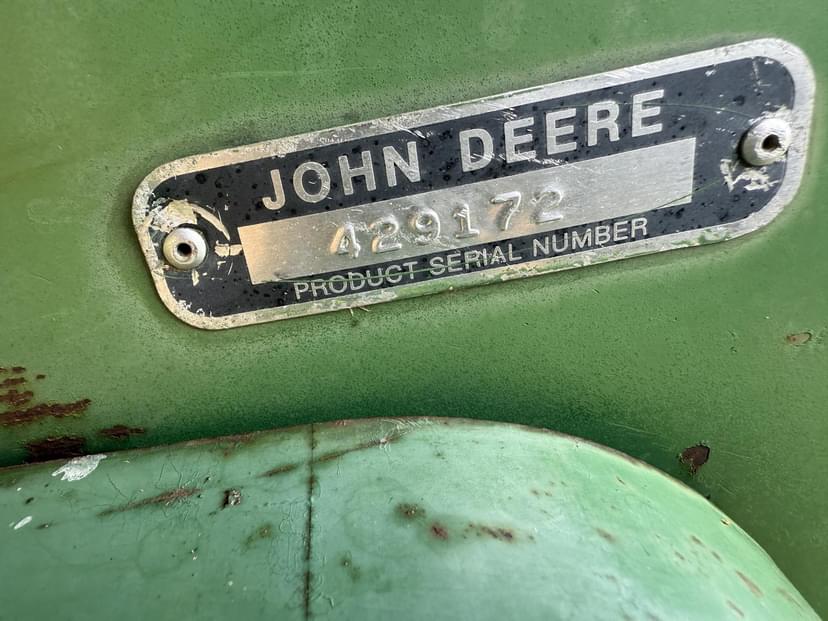 JOHN DEERE
429172
PRODUCT SERIAL NUMBER